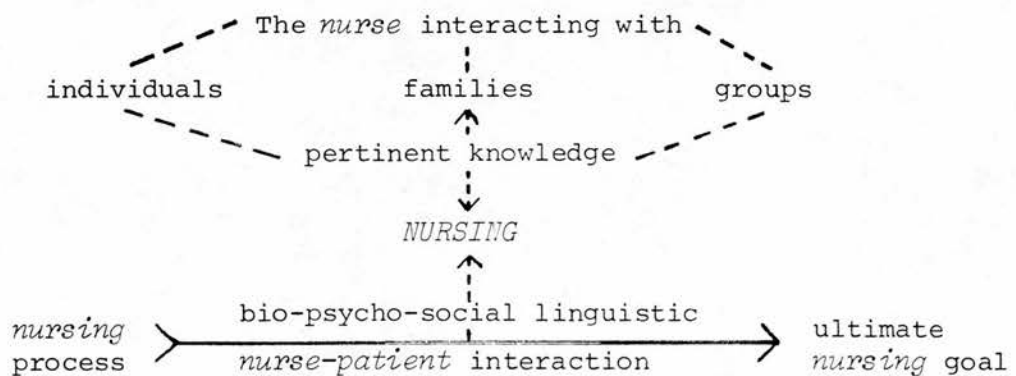 The nurse interacting with
individuals families groups
pertinent knowledge
NURSING
bio-psycho-social linguistic
nursing process
nurse-patient interaction
ultimate nursing goal